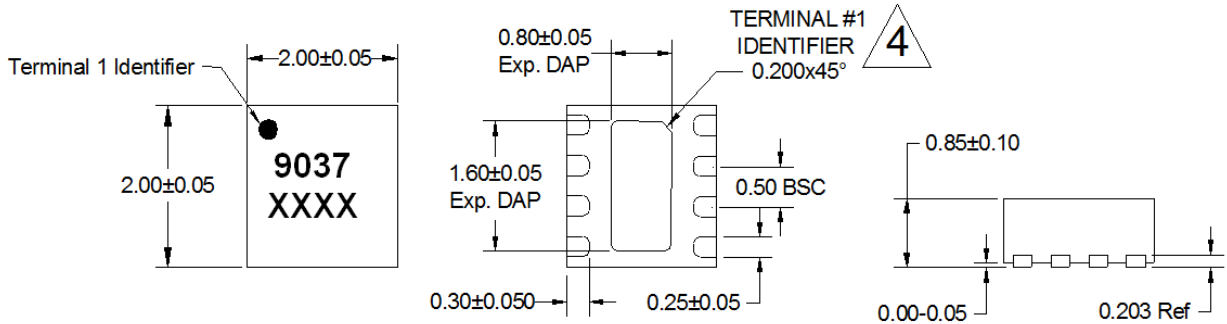 Terminal 1 Identifier
2.00±0.05
2.00±0.05
9037
XXXX
0.80±0.05
Exp. DAP
TERMINAL #1
IDENTIFIER
0.200x45°
4
1.60±0.05
Exp. DAP
0.50 BSC
0.30±0.050
0.25±0.05
0.85±0.10
0.00-0.05
0.203 Ref